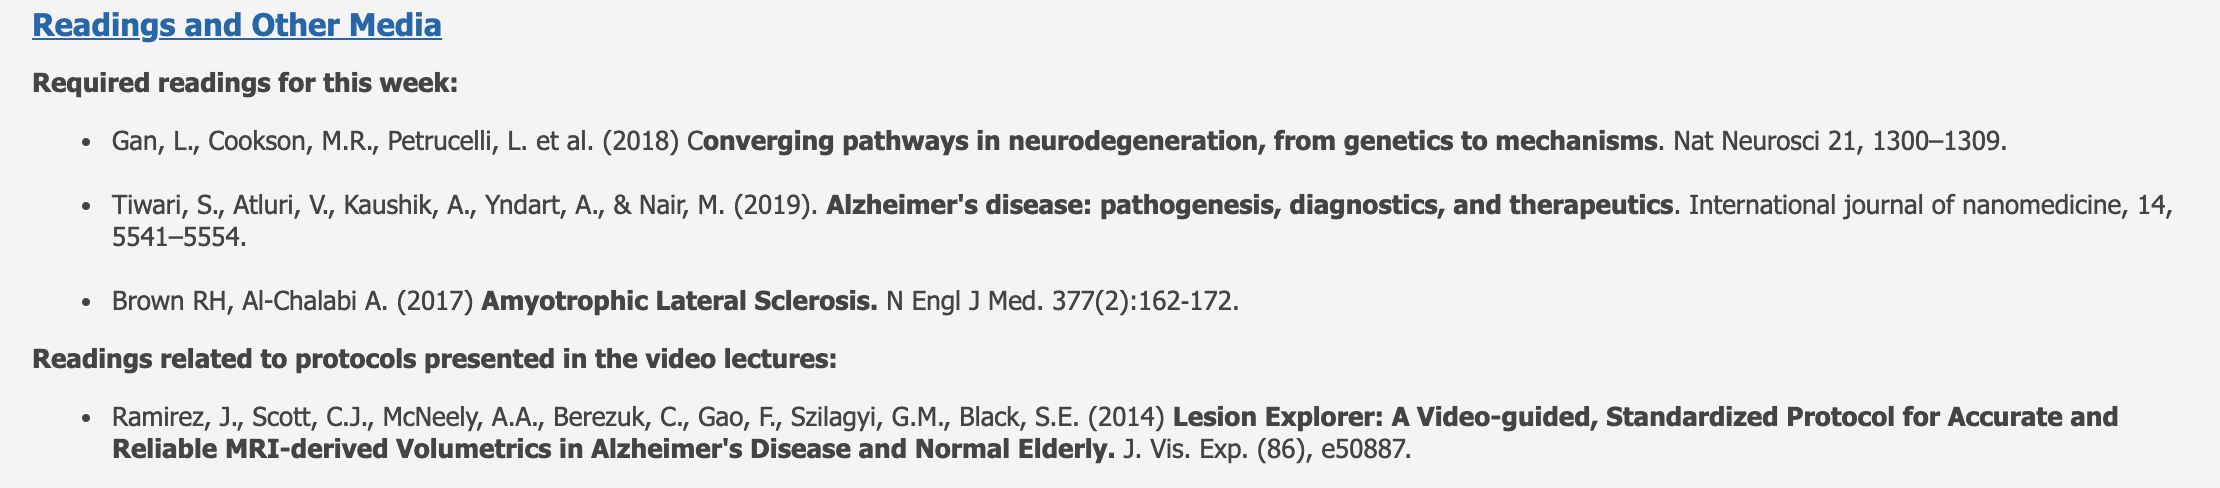 Readings and Other Media
Required readings for this week:
• Gan, L., Cookson, M.R., Petrucelli, L. et al. (2018) Converging pathways in neurodegeneration, from genetics to mechanisms. Nat Neurosci 21, 1300–1309.
• Tiwari, S., Atluri, V., Kaushik, A., Yndart, A., & Nair, M. (2019). Alzheimer's disease: pathogenesis, diagnostics, and therapeutics. International journal of nanomedicine, 14,
5541–5554.
• Brown RH, Al-Chalabi A. (2017) Amyotrophic Lateral Sclerosis. N Engl J Med. 377(2):162-172.
Readings related to protocols presented in the video lectures:
• Ramirez, J., Scott, C.J., McNeely, A.A., Berezuk, C., Gao, F., Szilagyi, G.M., Black, S.E. (2014) Lesion Explorer: A Video-guided, Standardized Protocol for Accurate and
Reliable MRI-derived Volumetrics in Alzheimer's Disease and Normal Elderly. J. Vis. Exp. (86), e50887.